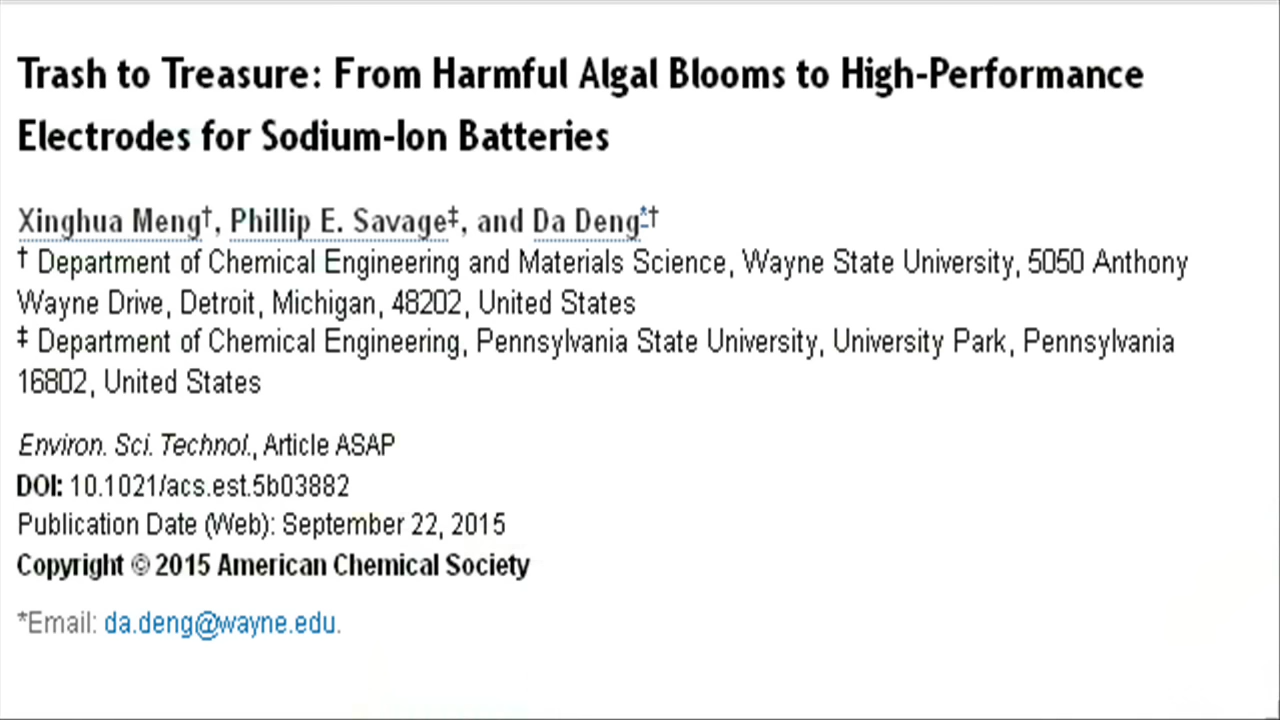 Trash to Treasure: From Harmful Algal Blooms to High-Performance
Electrodes for Sodium-Ion Batteries
Xinghua Meng†, Phillip E. Savage‡, and Da Deng*†
† Department of Chemical Engineering and Materials Science, Wayne State University, 5050 Anthony
Wayne Drive, Detroit, Michigan, 48202, United States
‡ Department of Chemical Engineering, Pennsylvania State University, University Park, Pennsylvania
16802, United States
Environ. Sci. Technol., Article ASAP
DOI: 10.1021/acs.est.5b03882
Publication Date (Web): September 22, 2015
Copyright © 2015 American Chemical Society
*Email: da.deng@wayne.edu.